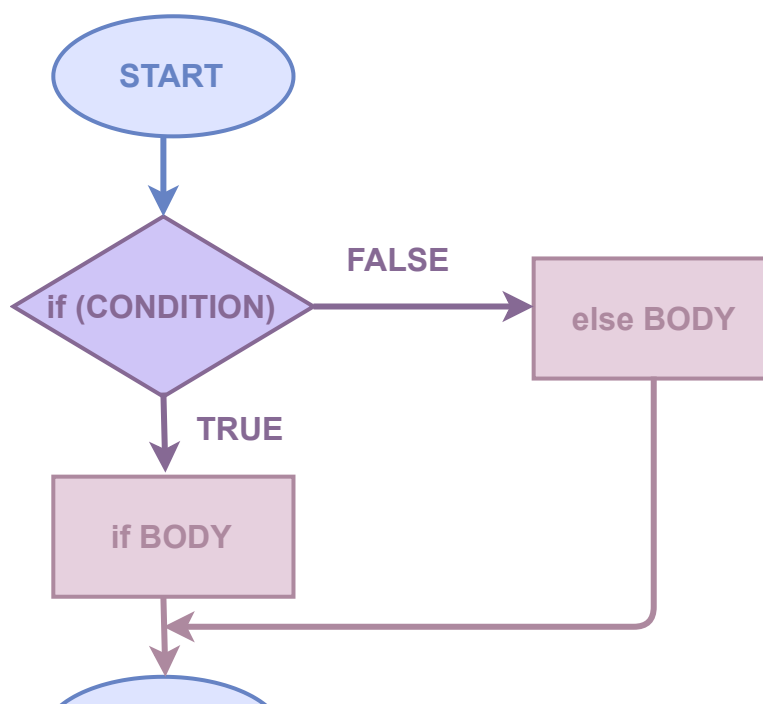 START
FALSE
if (CONDITION)
else BODY
TRUE
if BODY